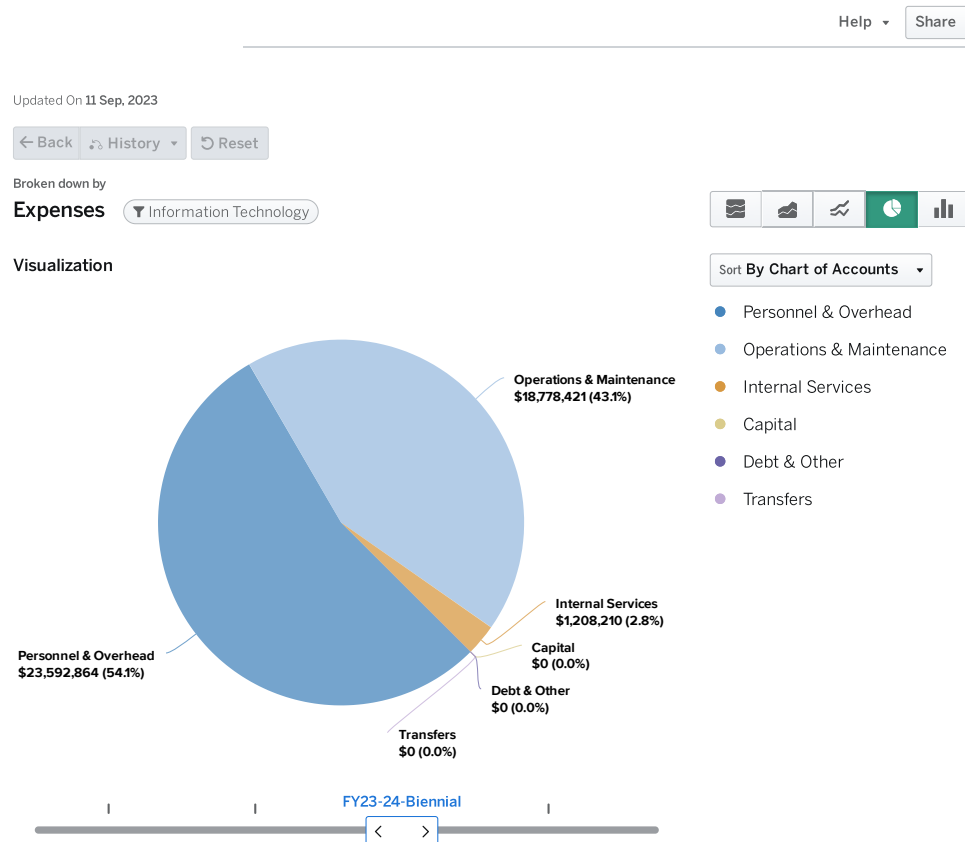 Help
Share
Updated On 11 Sep, 2023
Back
History
Reset
Broken down by
Expenses
Information Technology
Sort By Chart of Accounts
Visualization
Personnel & Overhead
Operations & Maintenance
Internal Services
Capital
Debt & Other
Transfers
Operations & Maintenance
$18,778,421 (43.1%)
Internal Services
$1,208,210 (2.8%)
Capital
$0 (0.0%)
Personnel & Overhead
$23,592,864 (54.1%)
Debt & Other
$0 (0.0%)
Transfers
$0 (0.0%)
FY23-24-Biennial